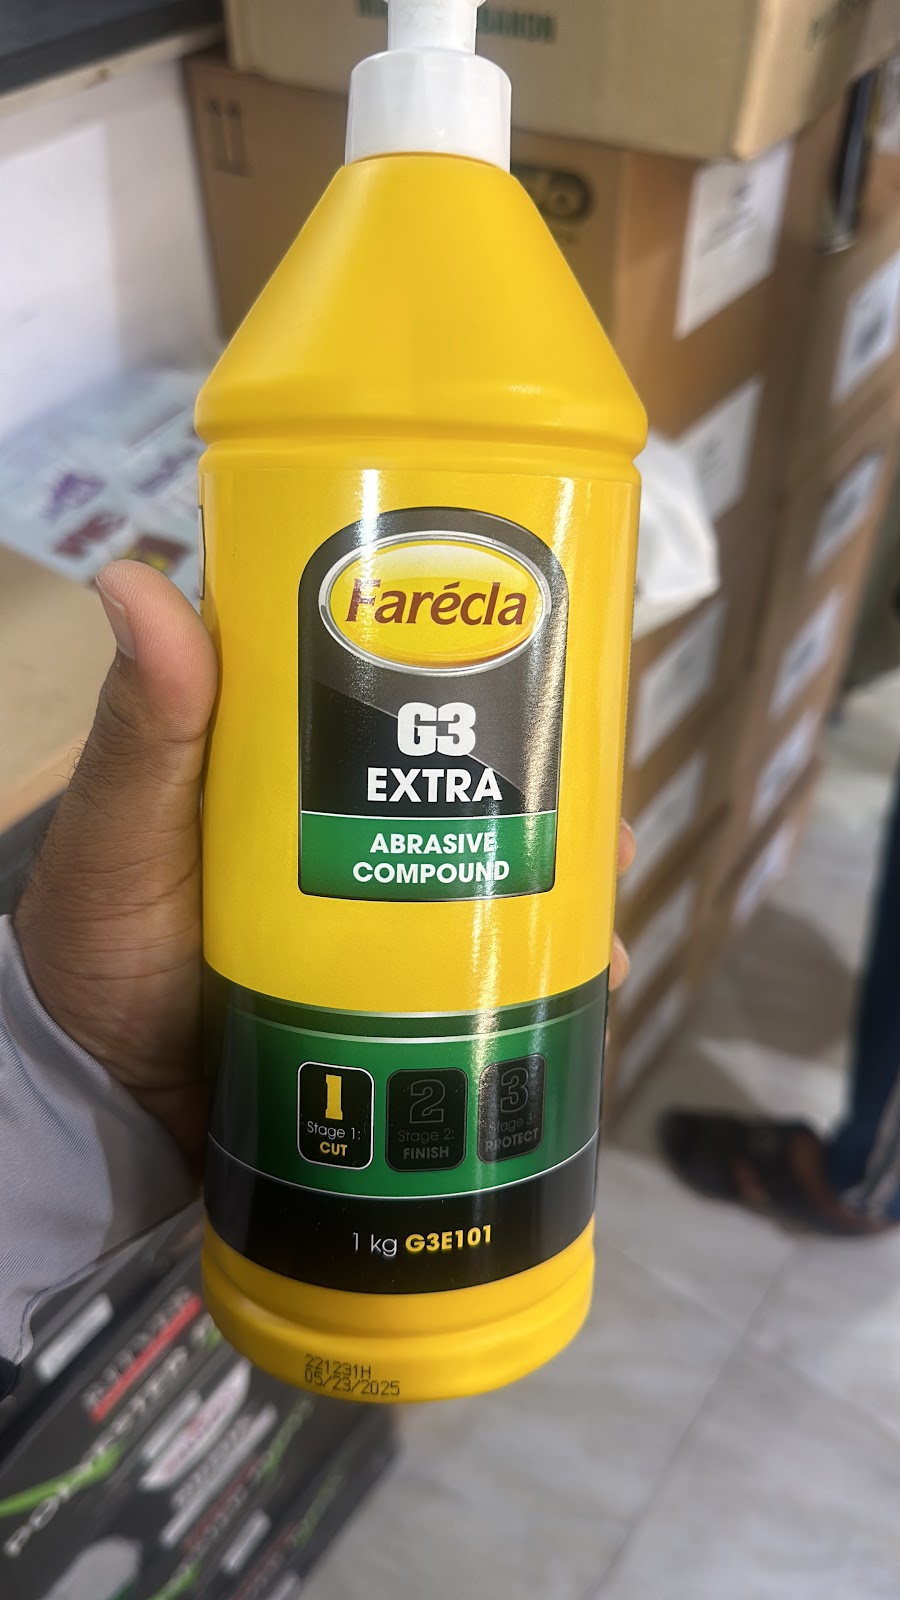 Farécla
G3
EXTRA
ABRASIVE
COMPOUND
1
Stage 1:
CUT
2
Stage 2:
FINISH
3
Stage 3:
PROTECT
1 kg G3E101
221231H
05/23/2025